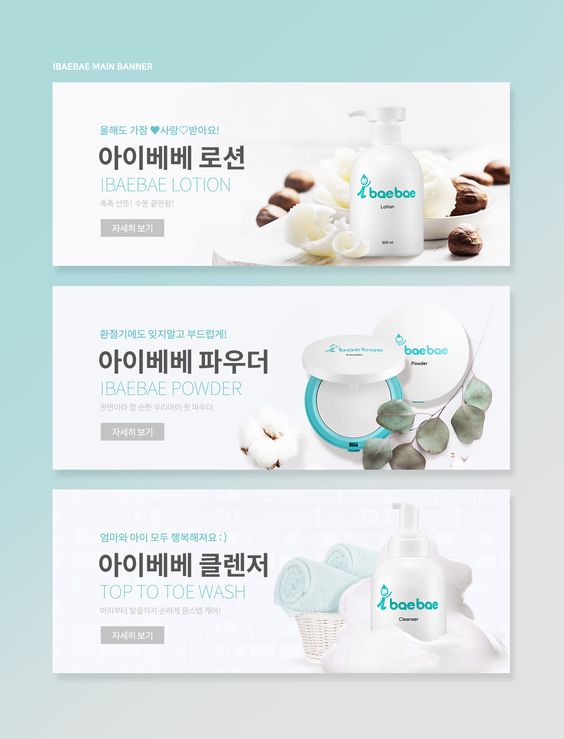 IBAEBAE MAIN BANNER
올해도 가장 ♥사랑♡받아요!
아이베베 로션
IBAEBAE LOTION
촉촉 산뜻! 수분 끝판왕!
자세히 보기
ibaebae
Lotion
300 ml
환절기에도 잊지말고 부드럽게!
아이베베 파우더
IBAEBAE POWDER
천연이라 참 순한 우리아이 첫 파우더
자세히 보기
ibaebae
Powder
ibaebae
Powder
엄마와 아이 모두 행복해져요 : )
아이베베 클렌저
TOP TO TOE WASH
머리부터 발끝까지 순하게 원스텝 케어!
자세히 보기
ibaebae
Cleanser